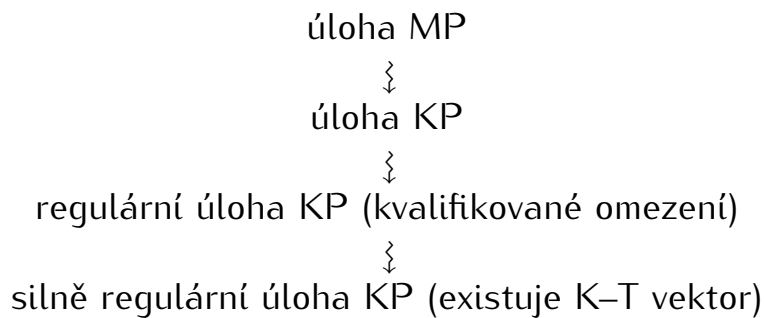 úloha MP
úloha KP
regulární úloha KP (kvalifikované omezení)
silně regulární úloha KP (existuje K–T vektor)